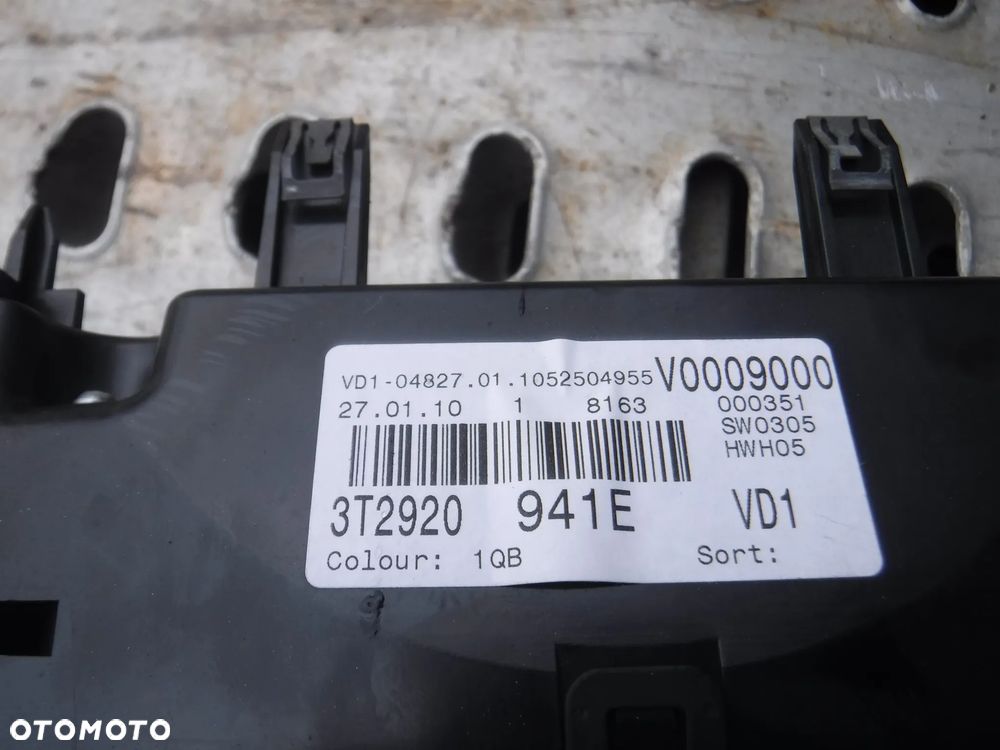 VD1-04827.01.1052504955 V0009000
27.01.10 1 8163 000351
SW0305
HWH05
3T2920 941E VD1
Colour: 1QB Sort:
OTOMOTO